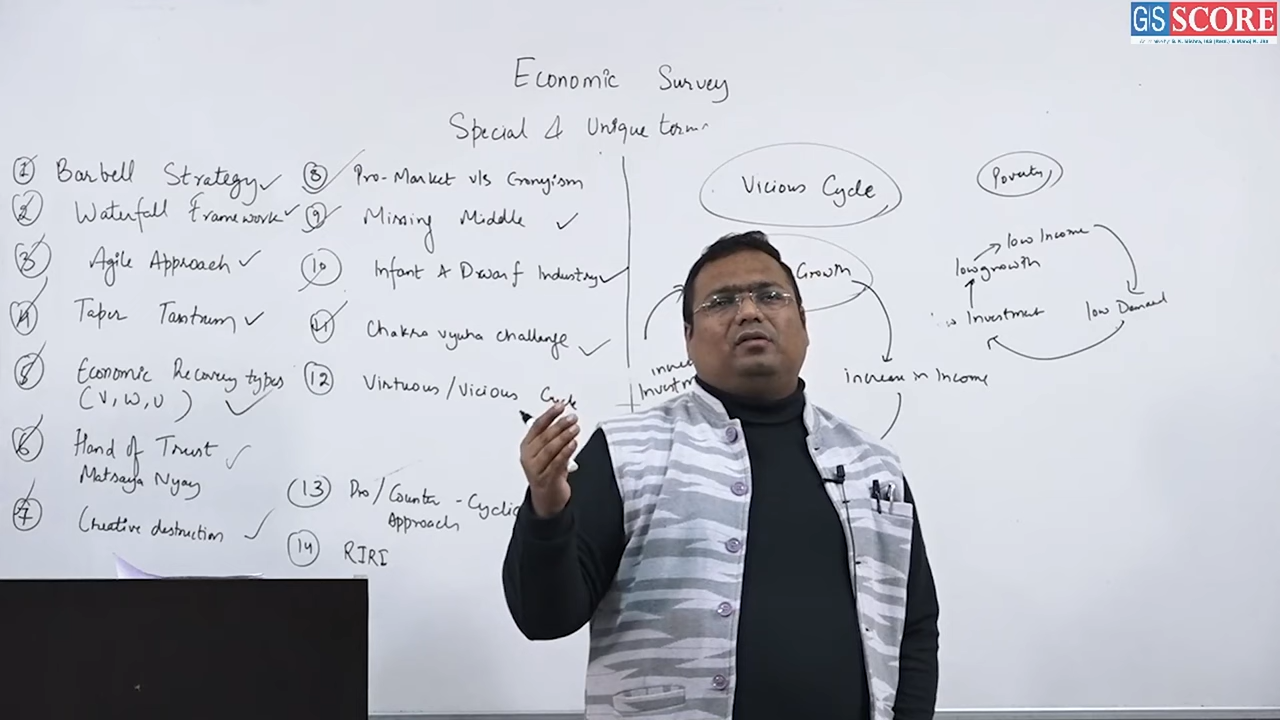 GS SCORE
Economic Survey
Special & Unique terms
1 Barbell Strategy
2 Waterfall Framework
3 Agile Approach
4 Taper Tantrum
5 Economic Recovery types
(V, W, U)
6 Hand of Trust
Matsaya Nyay
7 Creative destruction
8 Pro-Market v/s Cronyism
9 Missing Middle
10 Infant & Dwarf Industry
11 Chakra vyuha challenge
12 Virtuous/Vicious Cycle
13 Pro/Counter-Cyclic
Approach
14 RIRI
Vicious Cycle
Growth
increase in Income
Investm
Poverty
low Income
low growth
Investment
low Demand